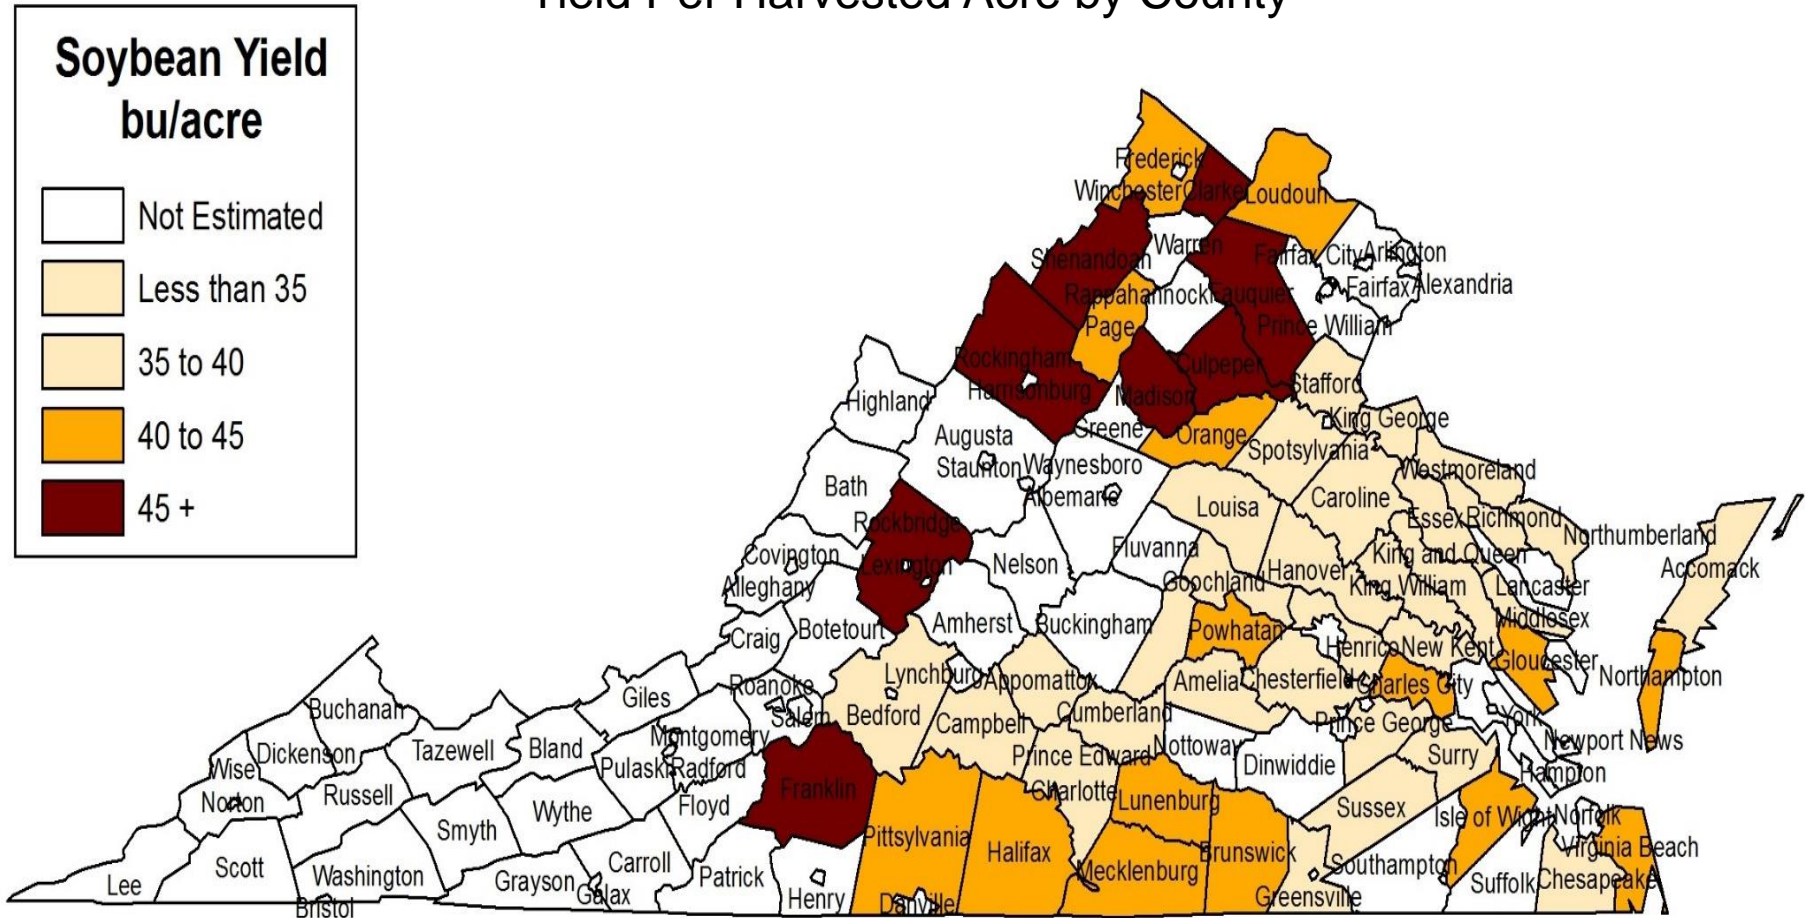 Yield Per Harvested Acre by County
Soybean Yield
bu/acre
Not Estimated
Less than 35
35 to 40
40 to 45
45 +
Frederick
Winchester
Clarke
Loudoun
Warren
Shenandoah
Fairfax City
Arlington
Fairfax
Alexandria
Rappahannock
Fauquier
Page
Prince William
Rockingham
Culpeper
Harrisonburg
Madison
Stafford
Highland
Greene
King George
Augusta
Orange
Spotsylvania
Staunton
Waynesboro
Westmoreland
Bath
Albemarle
Louisa
Caroline
Rockbridge
Essex
Richmond
Northumberland
Covington
Lexington
Nelson
Fluvanna
King and Queen
Accomack
Alleghany
Goochland
Hanover
King William
Lancaster
Craig
Botetourt
Amherst
Buckingham
Powhatan
Middlesex
Henrico
New Kent
Gloucester
Northampton
Giles
Roanoke
Lynchburg
Appomattox
Amelia
Chesterfield
Charles City
Buchanan
Salem
Bedford
Campbell
Cumberland
Prince George
York
Dickenson
Tazewell
Bland
Montgomery
Prince Edward
Nottoway
Surry
Newport News
Wise
Pulaski
Radford
Dinwiddie
Hampton
Norton
Russell
Wythe
Floyd
Franklin
Charlotte
Lunenburg
Sussex
Isle of Wight
Norfolk
Smyth
Pittsylvania
Halifax
Brunswick
Virginia Beach
Lee
Scott
Washington
Grayson
Carroll
Patrick
Mecklenburg
Southampton
Galax
Henry
Greensville
Suffolk
Chesapeake
Bristol
Danville